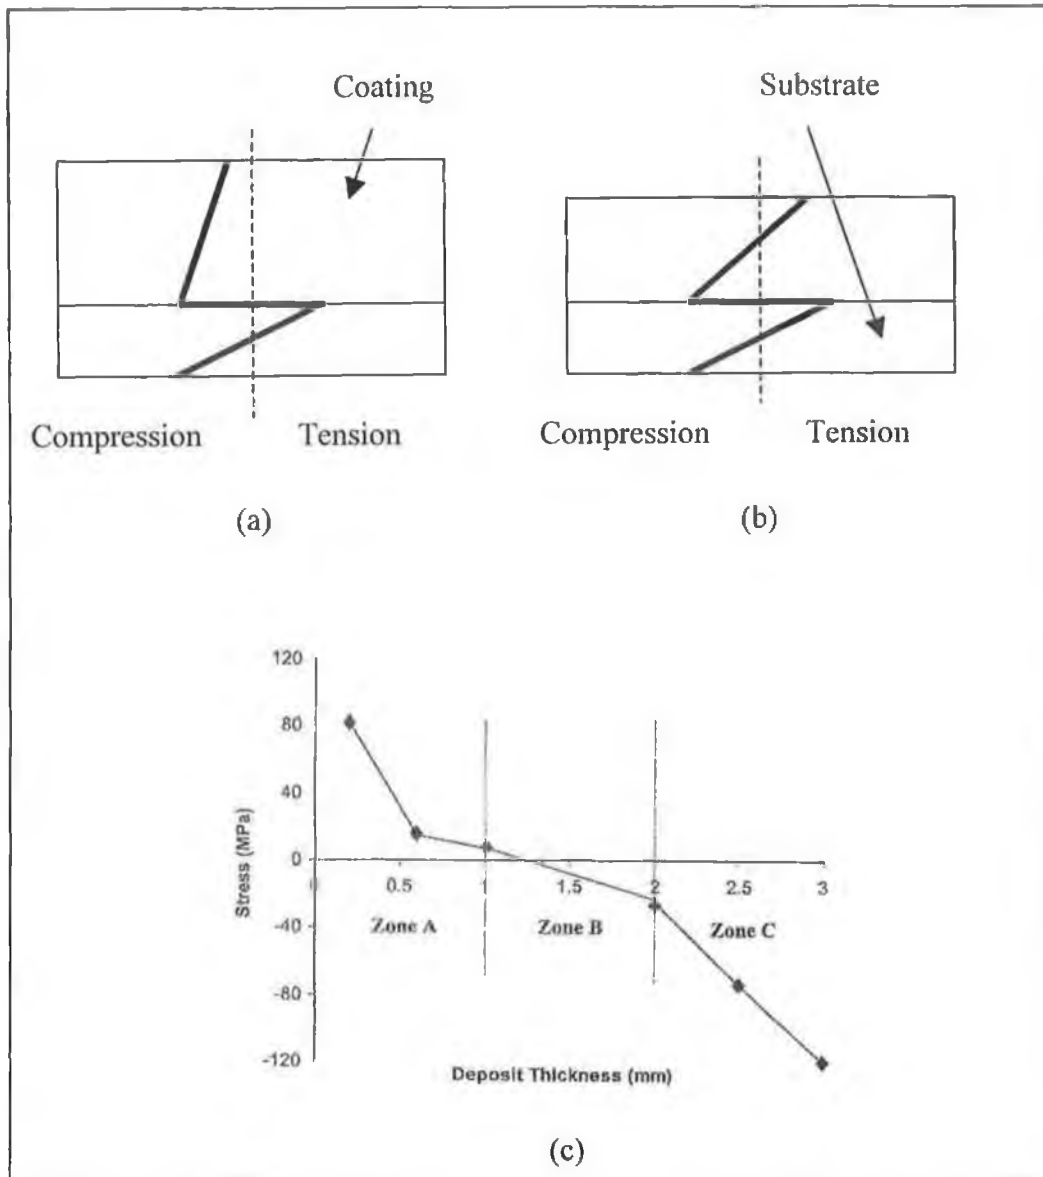 Coating
Substrate
Compression Tension
Compression Tension
(a)
(b)
120
80
40
0
-40
-80
-120
Stress (MPa)
0 0.5 1 1.5 2 2.5 3
Zone A Zone B Zone C
Deposit Thickness (mm)
(c)